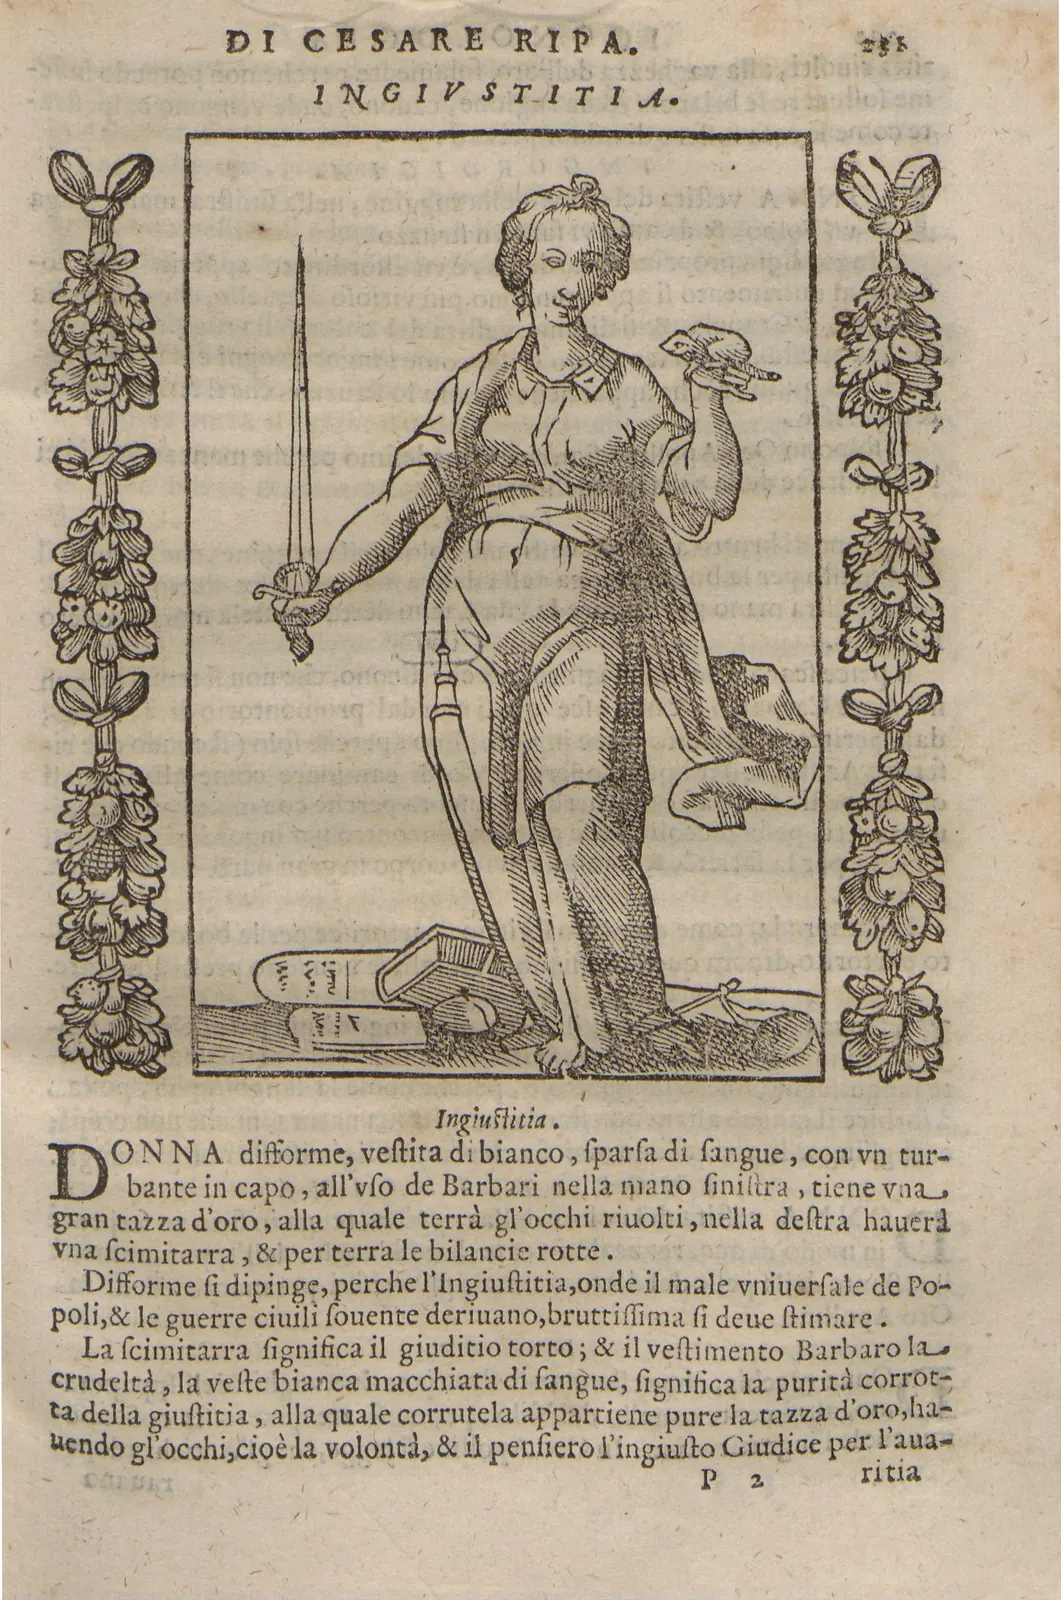 DI CESARE RIPA. 231
INGIVSTITIA.
Ingiuſtitia.
DONNA difforme, veſtita di bianco, ſparſa di ſangue, con vn tur-
bante in capo, all'vſo de Barbari nella mano ſiniſtra, tiene vna
gran tazza d'oro, alla quale terrà gl'occhi riuolti, nella deſtra hauerà
vna ſcimitarra, & per terra le bilancie rotte.
Difforme ſi dipinge, perche l'Ingiuſtitia, onde il male vniuerſale de Po-
poli, & le guerre ciuili ſouente deriuano, bruttiſſima ſi deue ſtimare.
La ſcimitarra ſignifica il giuditio torto; & il veſtimento Barbaro la
crudeltà, la veſte bianca macchiata di ſangue, ſignifica la purità corrot-
ta della giuſtitia, alla quale corrutela appartiene pure la tazza d'oro, ha-
uendo gl'occhi, cioè la volontà, & il penſiero l'ingiuſto Giudice per l'aua-
P 2 ritia